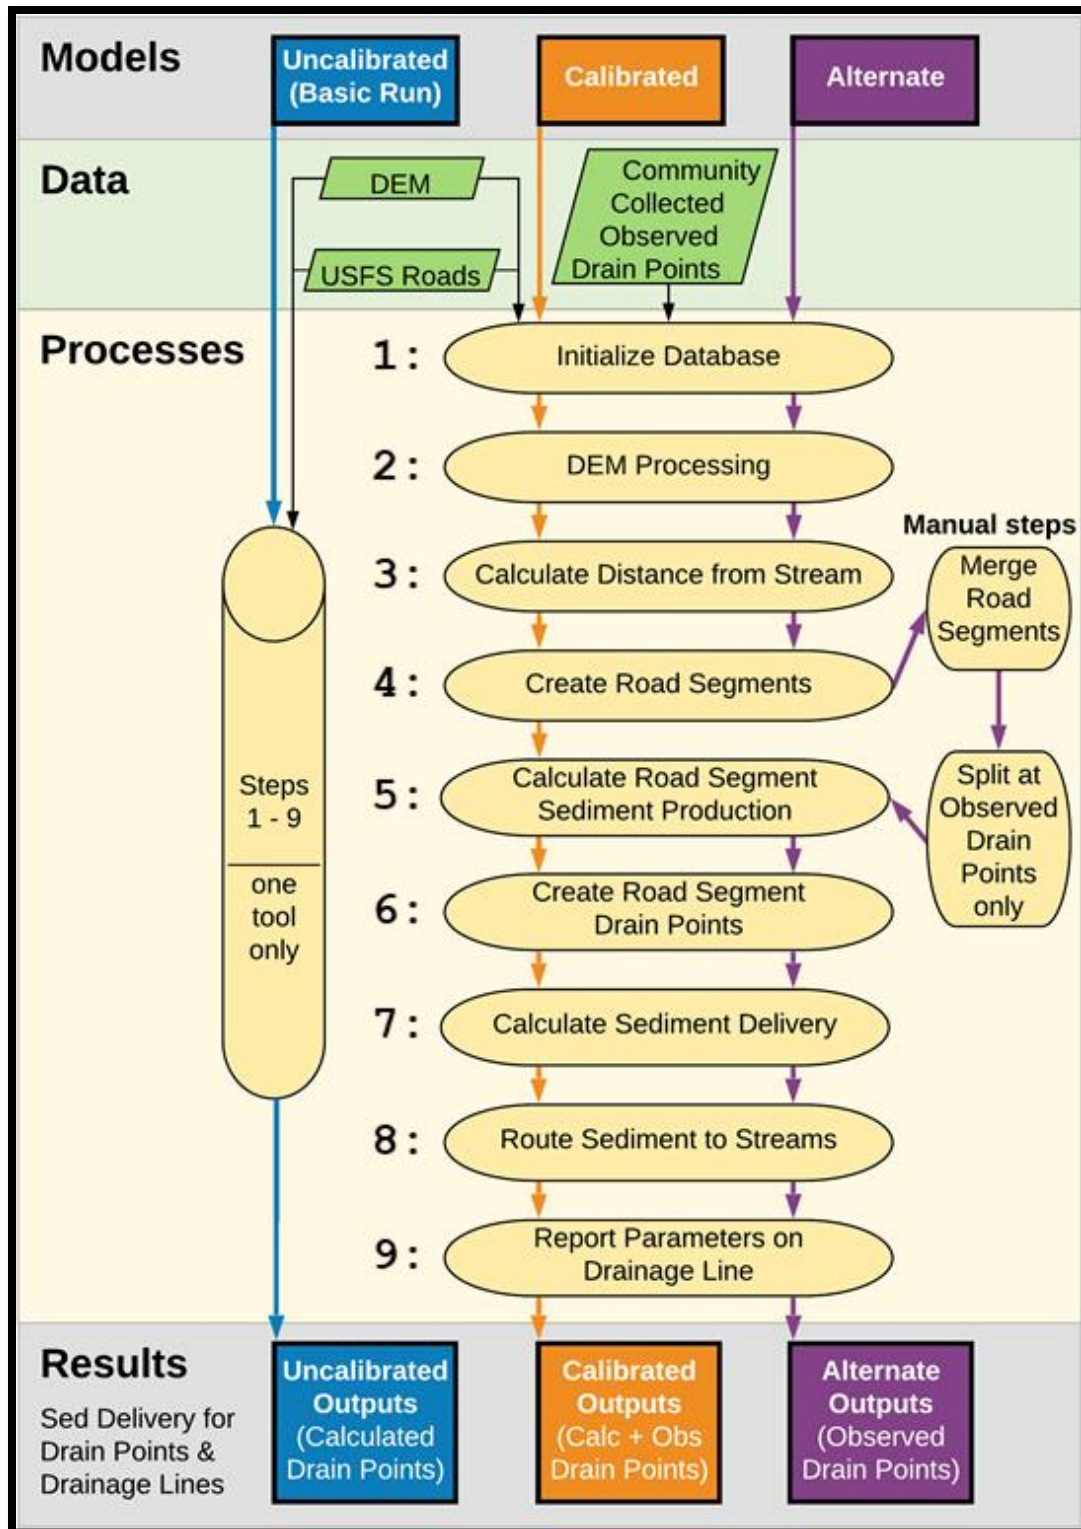 Models
Uncalibrated
(Basic Run)
Calibrated
Alternate
Data
DEM
USFS Roads
Community
Collected
Observed
Drain Points
Processes
1:
Initialize Database
2:
DEM Processing
3:
Calculate Distance from Stream
4:
Create Road Segments
Manual steps
Merge
Road
Segments
Split at
Observed
Drain
Points
only
5:
Calculate Road Segment
Sediment Production
6:
Create Road Segment
Drain Points
7:
Calculate Sediment Delivery
8:
Route Sediment to Streams
9:
Report Parameters on
Drainage Line
Steps
1 - 9
one
tool
only
Results
Sed Delivery for
Drain Points &
Drainage Lines
Uncalibrated
Outputs
(Calculated
Drain Points)
Calibrated
Outputs
(Calc + Obs
Drain Points)
Alternate
Outputs
(Observed
Drain Points)